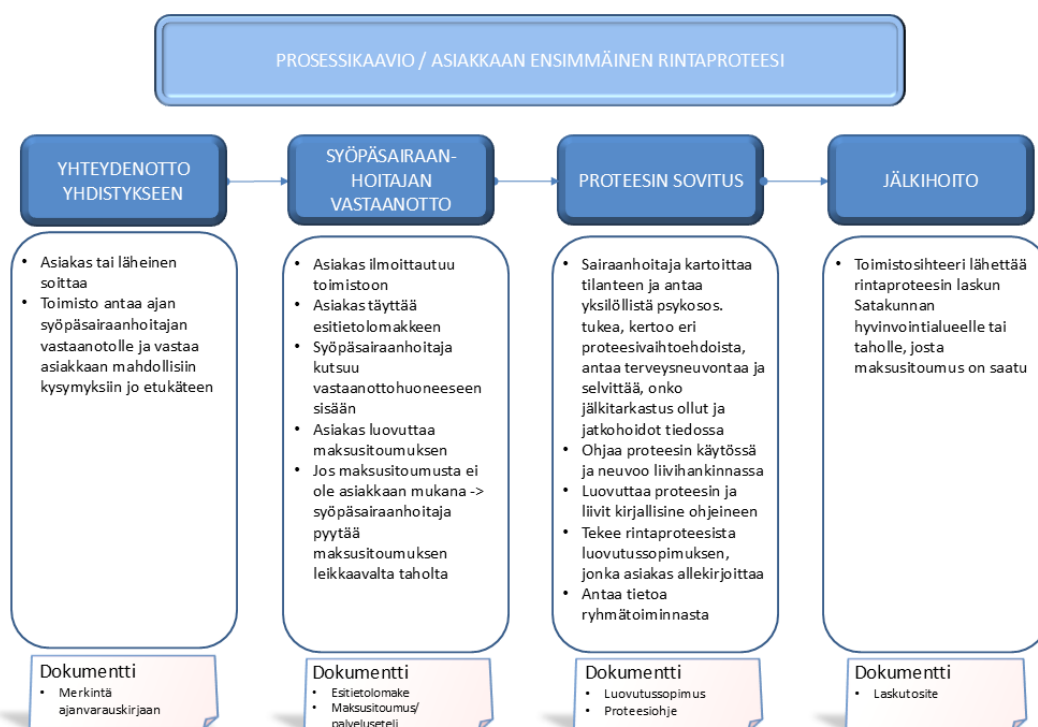 PROSESSIKAAVIO / ASIAKKAAN ENSIMMÄINEN RINTAPROTEESI
YHTEYDENOTTO
YHDISTYKSEEN
• Asiakas tai läheinen
soittaa
• Toimisto antaa ajan
syöpäsairaanhoitajan
vastaanotolle ja vastaa
asiakkaan mahdollisiin
kysymyksiin jo etukäteen
Dokumentti
• Merkintä
ajanvarauskirjaan
SYÖPÄSAIRAAN-
HOITAJAN
VASTAANOTTO
• Asiakas ilmoittautuu
toimistoon
• Asiakas täyttää
esitietolomakkeen
• Syöpäsairaanhoitaja
kutsuu
vastaanottohuoneeseen
sisään
• Asiakas luovuttaa
maksusitoumuksen
• Jos maksusitoumusta ei
ole asiakkaan mukana ->
syöpäsairaanhoitaja
pyytää
maksusitoumuksen
leikkaavalta taholta
Dokumentti
• Esitietolomake
• Maksusitoumus/
palveluseteli
PROTEESIN SOVITUS
• Sairaanhoitaja kartoittaa
tilanteen ja antaa
yksilöllistä psykosos.
tukea, kertoo eri
proteesivaihtoehdoista,
antaa terveysneuvontaa ja
selvittää, onko
jälkitarkastus ollut ja
jatkohoidot tiedossa
• Ohjaa proteesin käytössä
ja neuvoo liivihankinnassa
• Luovuttaa proteesin ja
liivit kirjallisine ohjeineen
• Tekee rintaproteesista
luovutussopimuksen,
jonka asiakas allekirjoittaa
• Antaa tietoa
ryhmätoiminnasta
Dokumentti
• Luovutussopimus
• Proteesiohje
JÄLKIHOITO
• Toimistosihteeri lähettää
rintaproteesin laskun
Satakunnan
hyvinvointialueelle tai
taholle, josta
maksusitoumus on saatu
Dokumentti
• Laskutosite